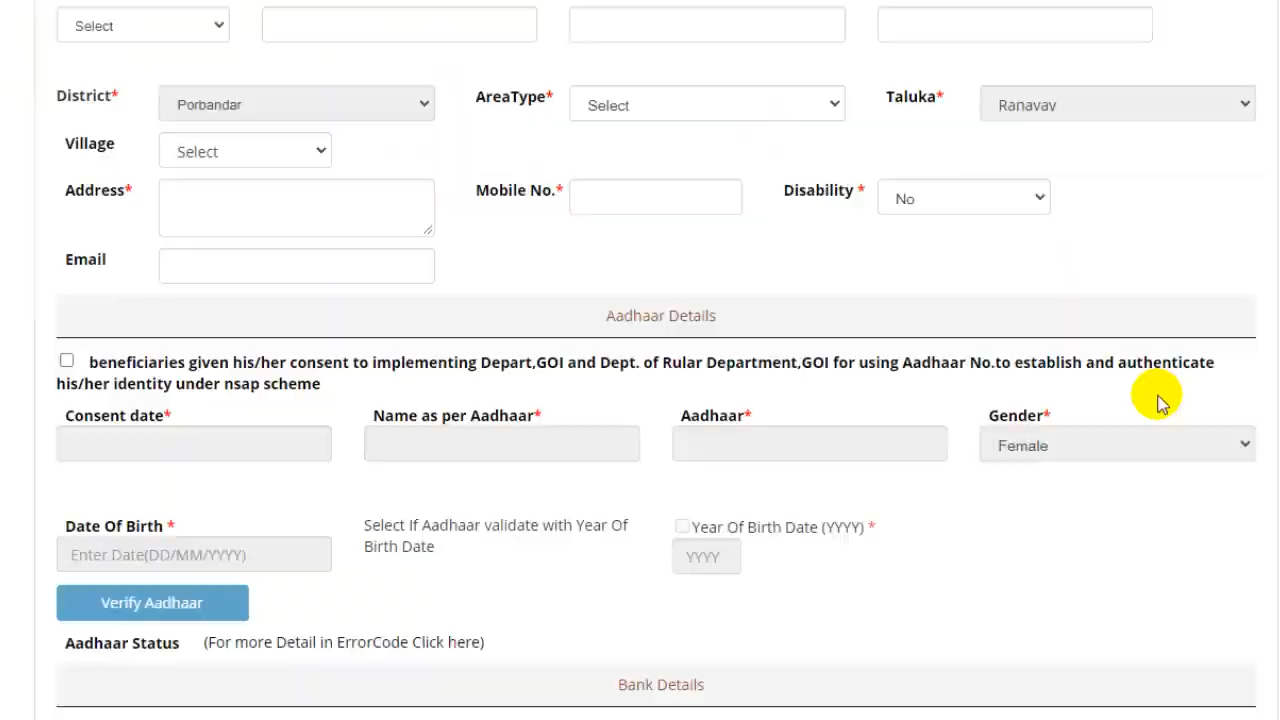 Select
District* Porbandar AreaType* Select Taluka* Ranavav
Village Select
Address* Mobile No.* Disability * No
Email
Aadhaar Details
beneficiaries given his/her consent to implementing Depart,GOI and Dept. of Rular Department,GOI for using Aadhaar No.to establish and authenticate
his/her identity under nsap scheme
Consent date* Name as per Aadhaar* Aadhaar* Gender*
Female
Date Of Birth * Select If Aadhaar validate with Year Of Year Of Birth Date (YYYY) *
Enter Date(DD/MM/YYYY) Birth Date YYYY
Verify Aadhaar
Aadhaar Status (For more Detail in ErrorCode Click here)
Bank Details